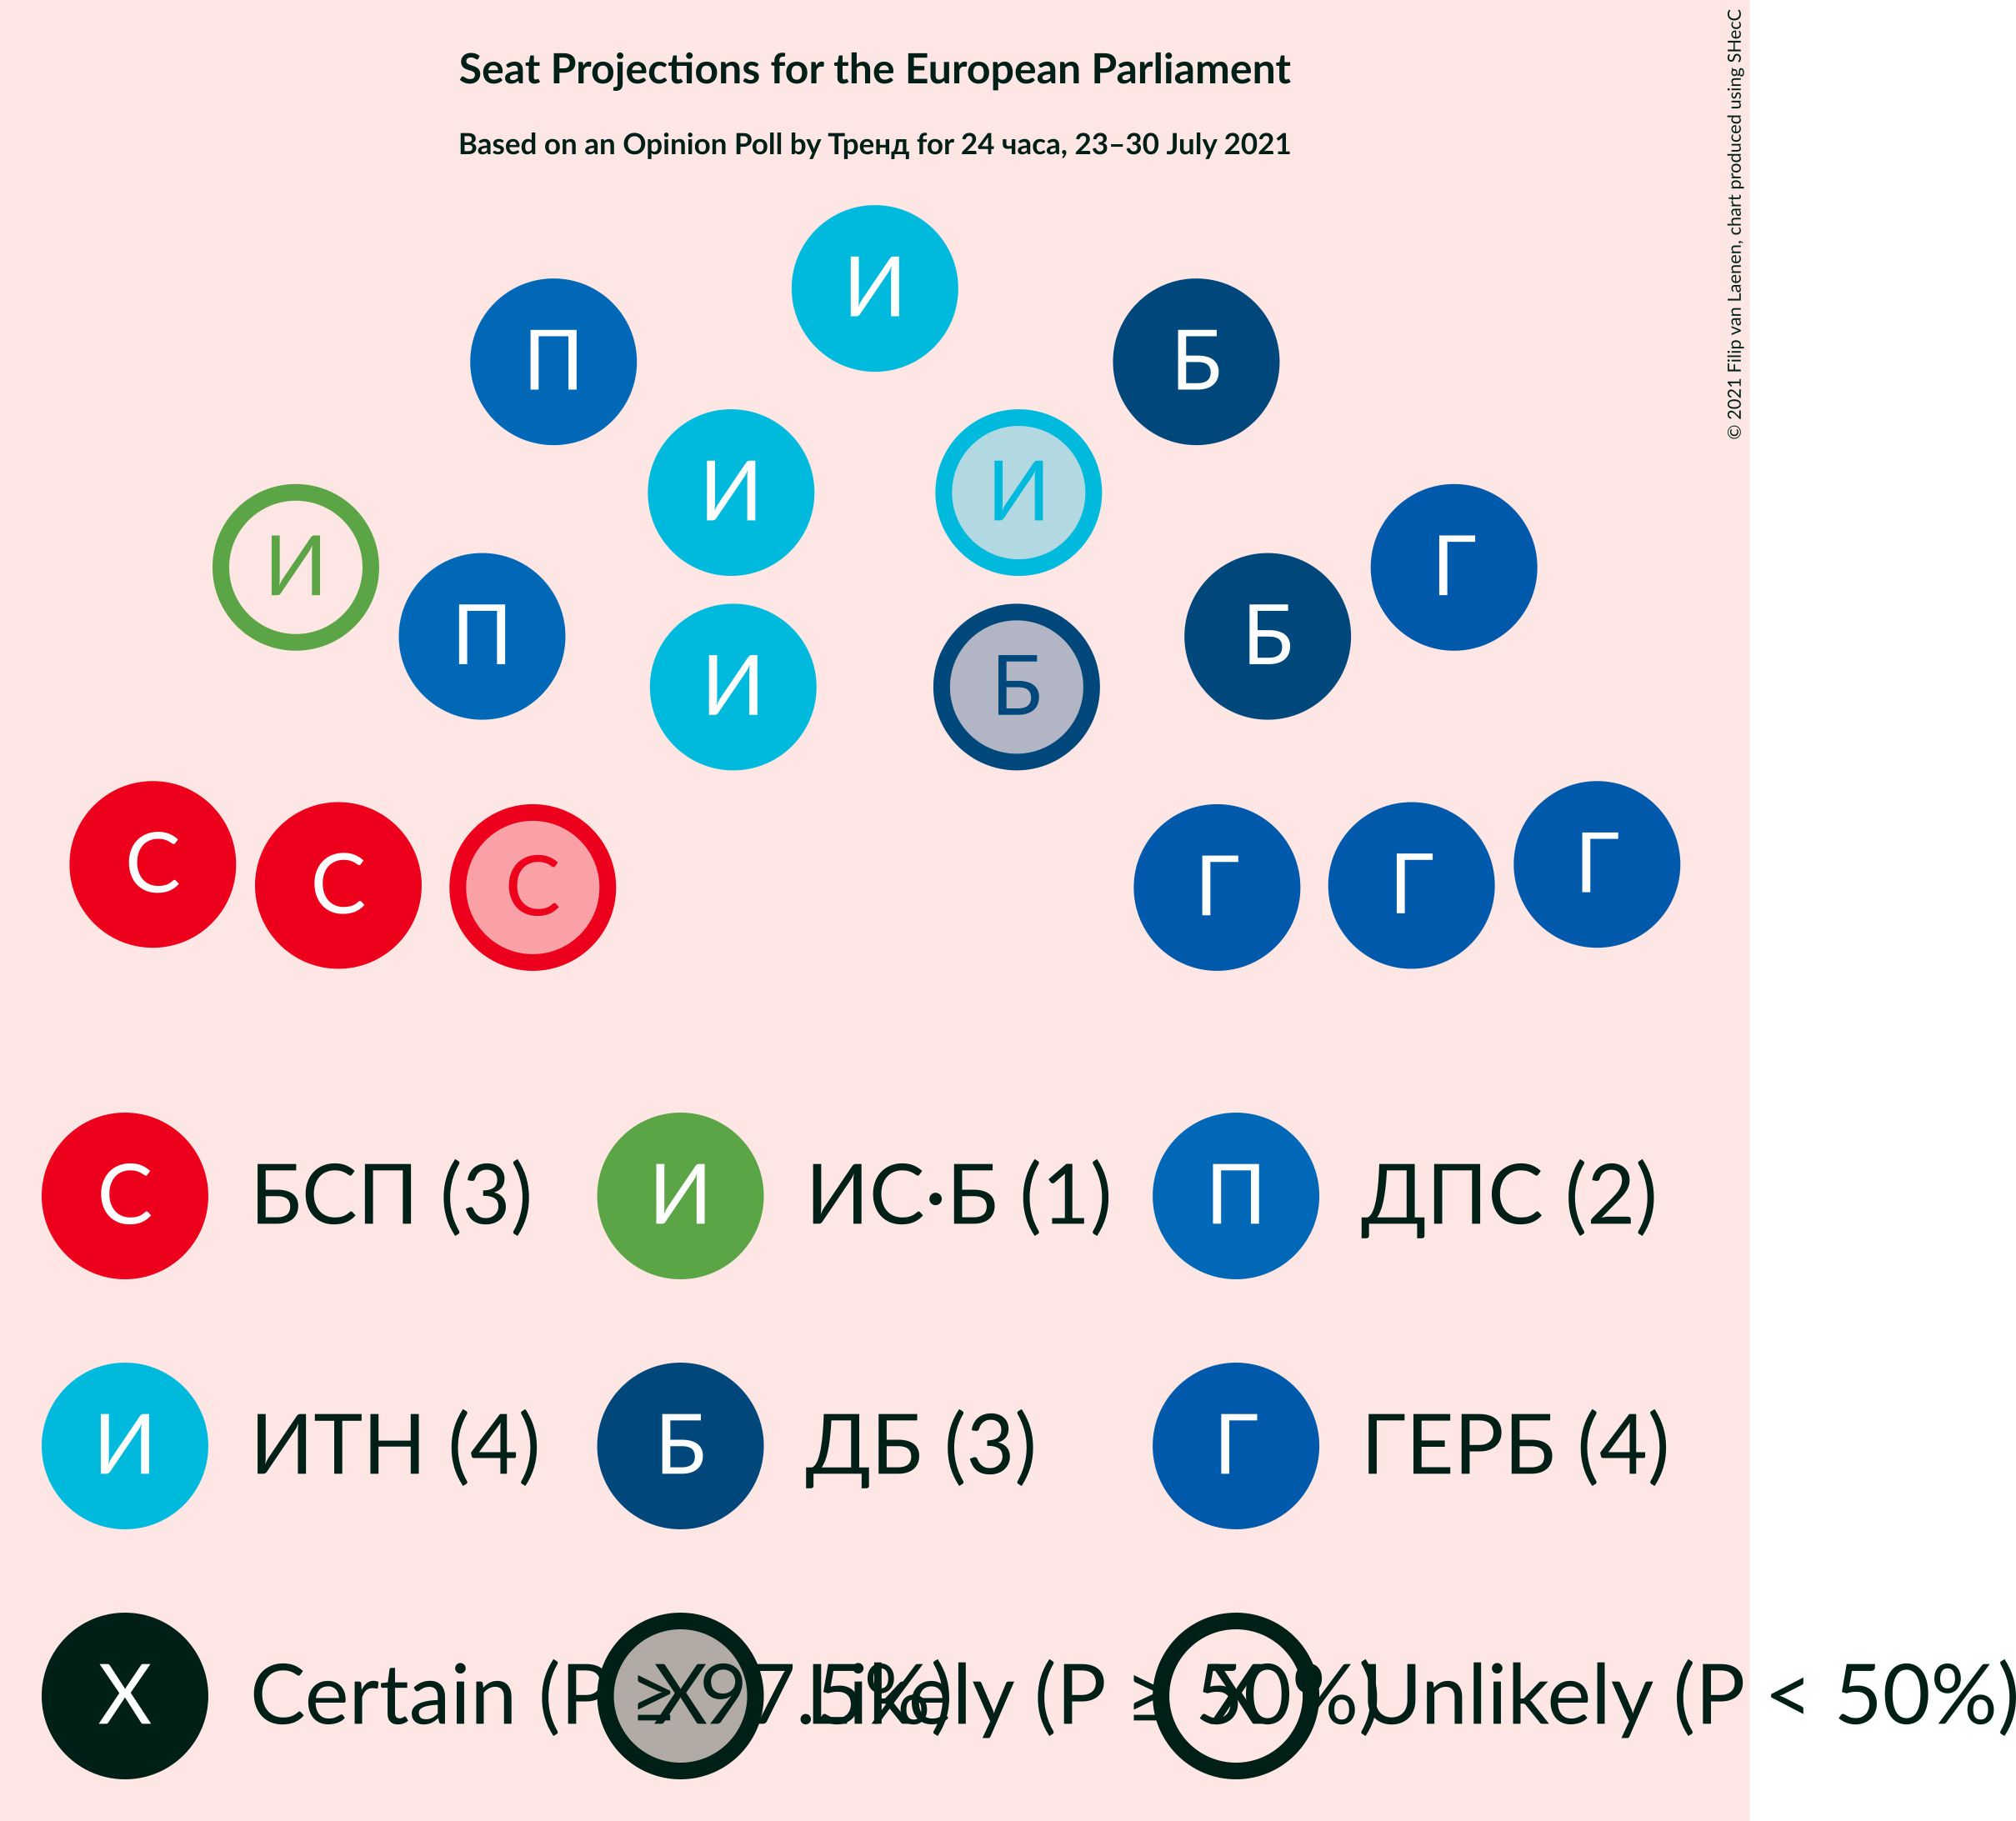 Seat Projections for the European Parliament
Based on an Opinion Poll by Тренд for 24 часа, 23–30 July 2021
© 2021 Filip van Laenen, chart produced using SHecC
И
П Б
И И
И Г
П Б
И Б
С С С Г Г Г
С БСП (3) И ИС•Б (1) П ДПС (2)
И ИТН (4) Б ДБ (3) Г ГЕРБ (4)
X Certain (P ≥ 97.5%) X Likely (P ≥ 50%) X Unlikely (P < 50%)